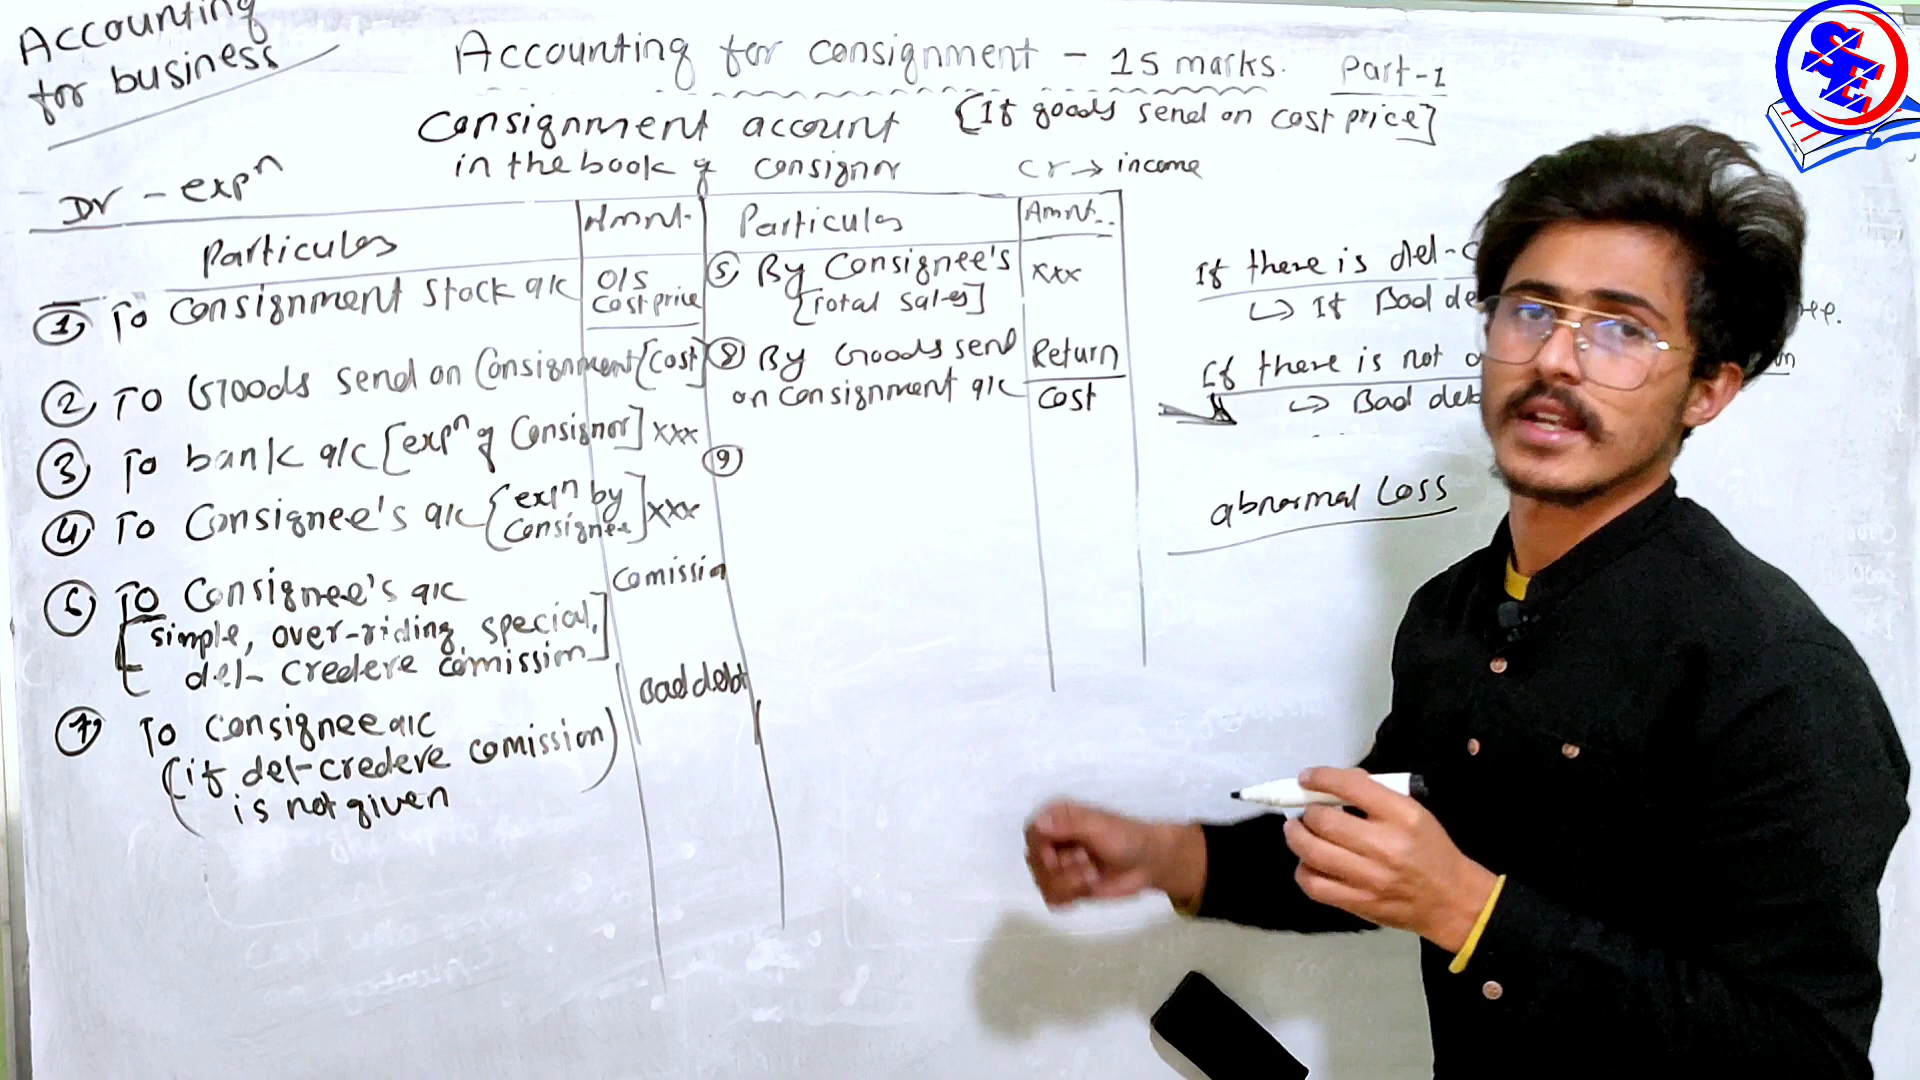 Accounting
for business
Accounting for consignment - 15 marks. Part-1
Consignment account [If goods send on cost price]
in the book of consignor cr → income
Dr - expn
Particules Amnt. Particules Amnt..
① To Consignment stock a/c O/S cost price
② To Goods send on Consignment [Cost]
③ To bank a/c [expn of Consignor] xxx
④ To Consignee's a/c [expn by Consignee] xxx
⑥ To Consignee's a/c comission
[simple, over-riding, special,
del-credere comission]
⑦ To consignee a/c Bad debt
(if del-credere comission)
is not given
⑤ By Consignee's xxx
[Total sales]
⑧ By Goods send Return
on consignment a/c cost
⑨
If there is del-c
↳ If Bad de
If there is not
↳ Bad deb
abnormal Loss
SEE